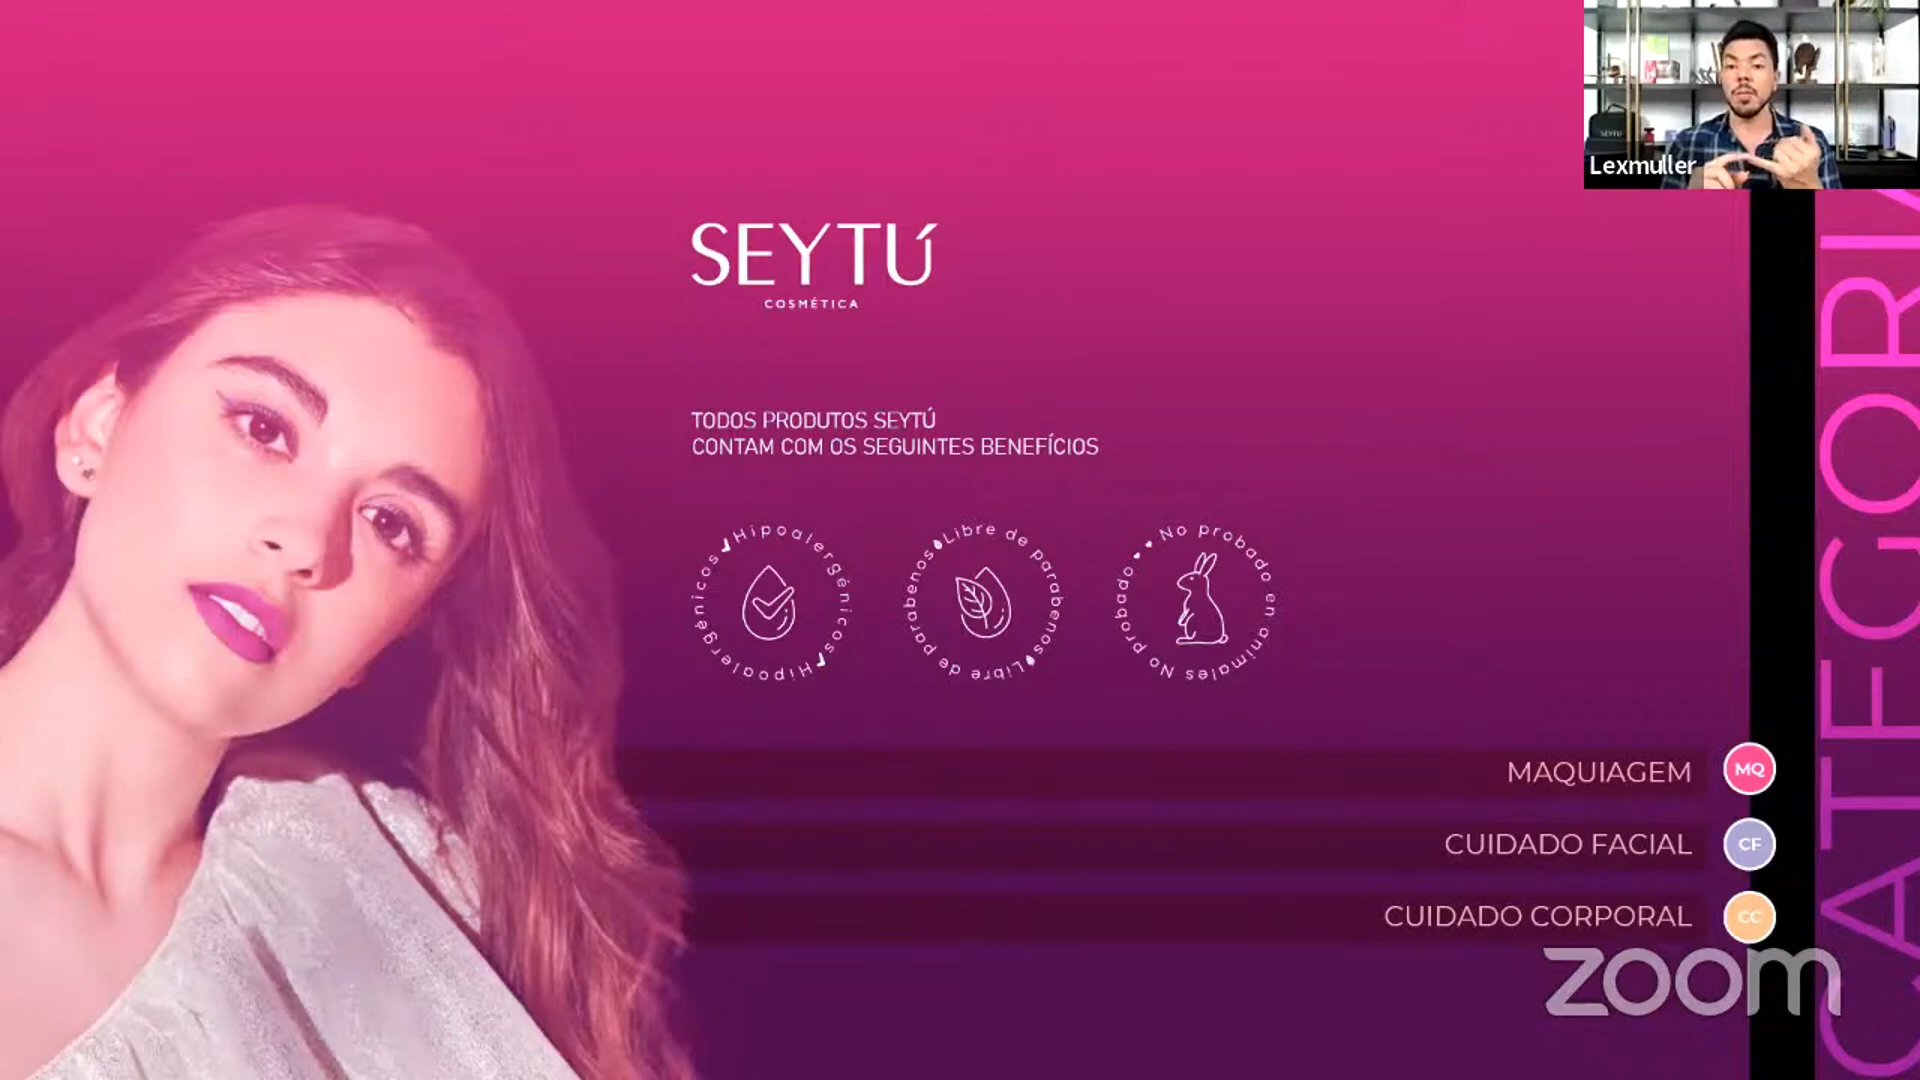 Lexmuller
SEYTÚ
COSMÉTICA
TODOS PRODUTOS SEYTÚ
CONTAM COM OS SEGUINTES BENEFÍCIOS
Hipoalergénicos Hipoalergénicos
Libre de parabenos Libre de parabenos
No probado en animales No probado
MAQUIAGEM MQ
CUIDADO FACIAL CF
CUIDADO CORPORAL CC
zoom
CATEGORI